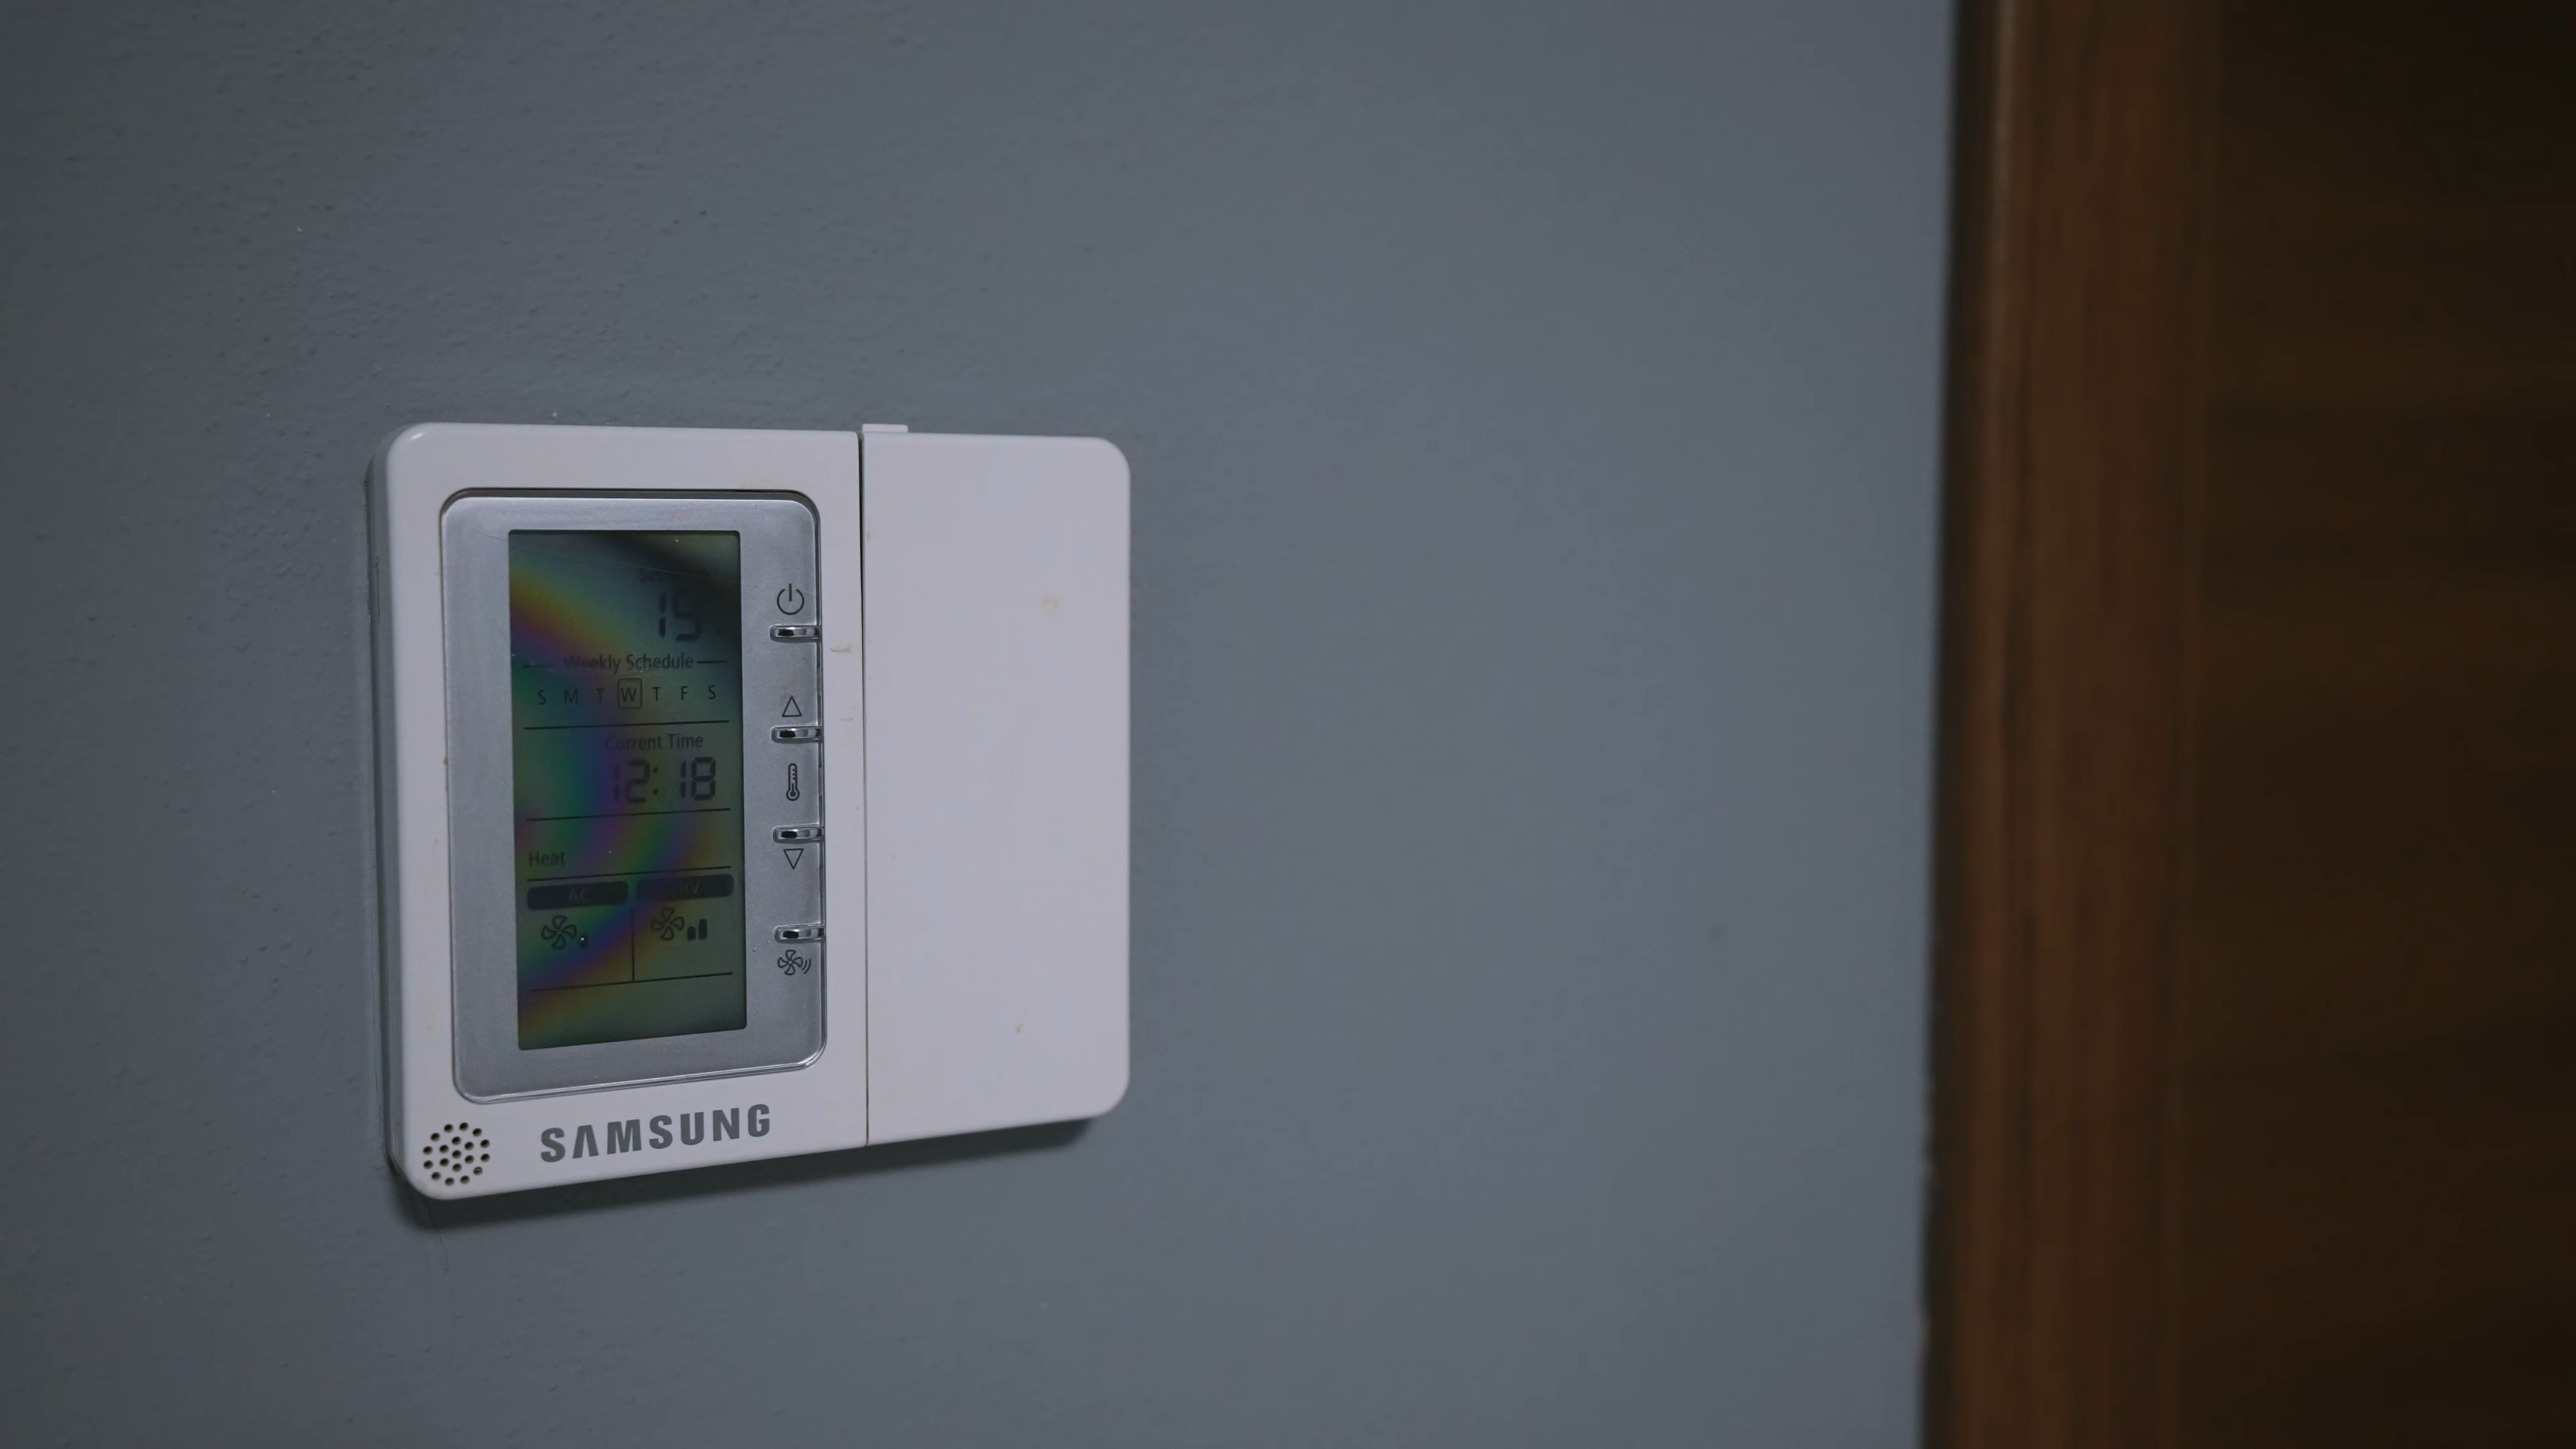 15
Weekly Schedule
S M T W T F S
Current Time
12:18
Heat
AC
SAMSUNG